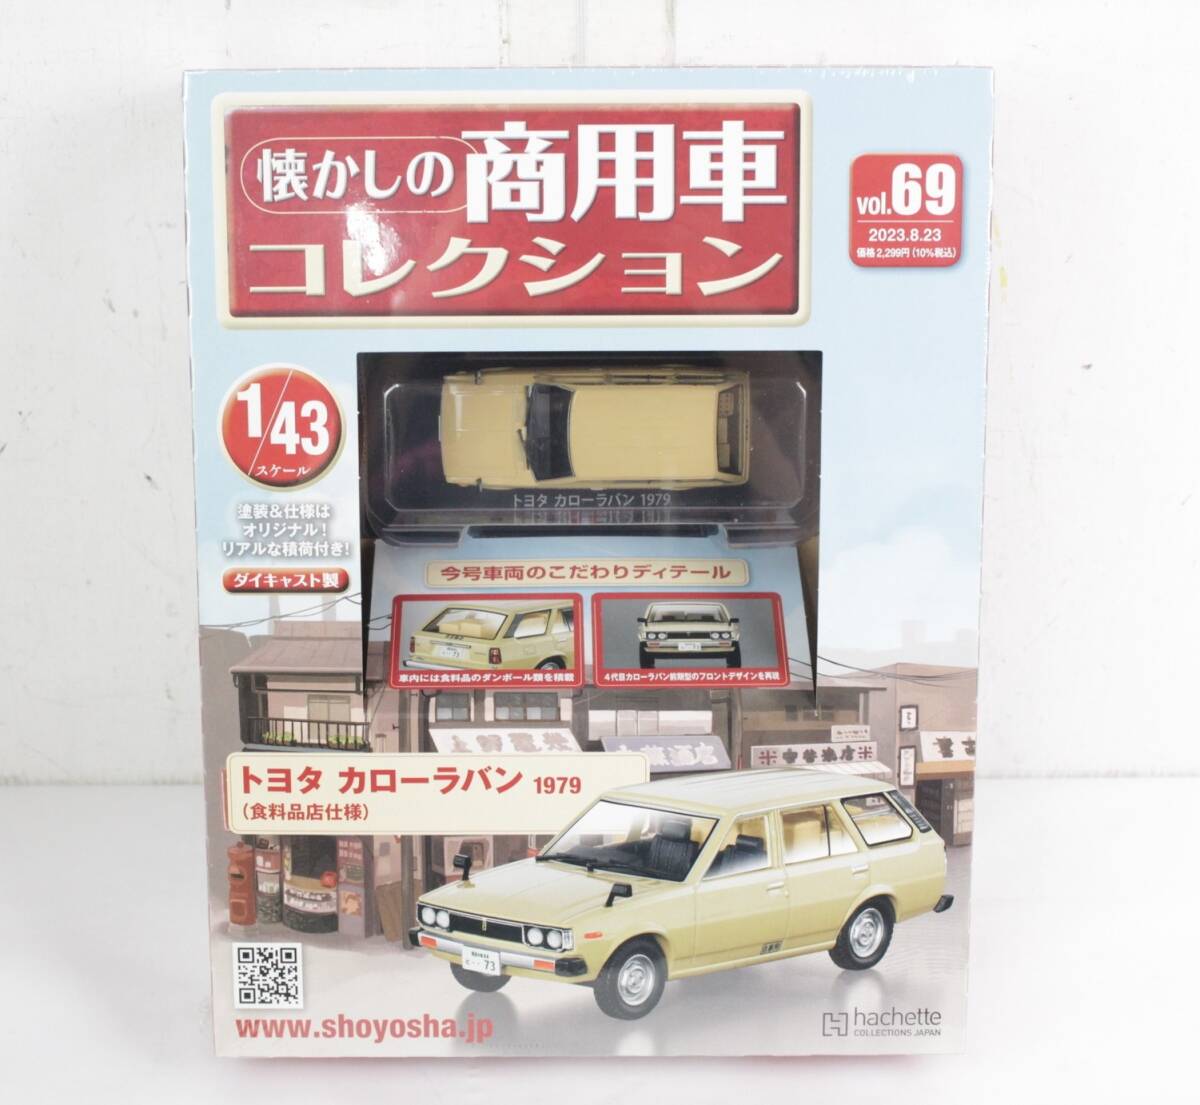 懐かしの商用車
コレクション
vol.69
2023.8.23
価格2,299円(10%税込)
1/43
スケール
塗装&仕様は
オリジナル!
リアルな積荷付き!
ダイキャスト製
トヨタ カローラバン 1979
今号車両のこだわりディテール
車内には食料品のダンボール類を積載
4代目カローラバン前期型のフロントデザインを再現
トヨタ カローラバン 1979
(食料品店仕様)
73
www.shoyosha.jp
hachette
COLLECTIONS JAPAN